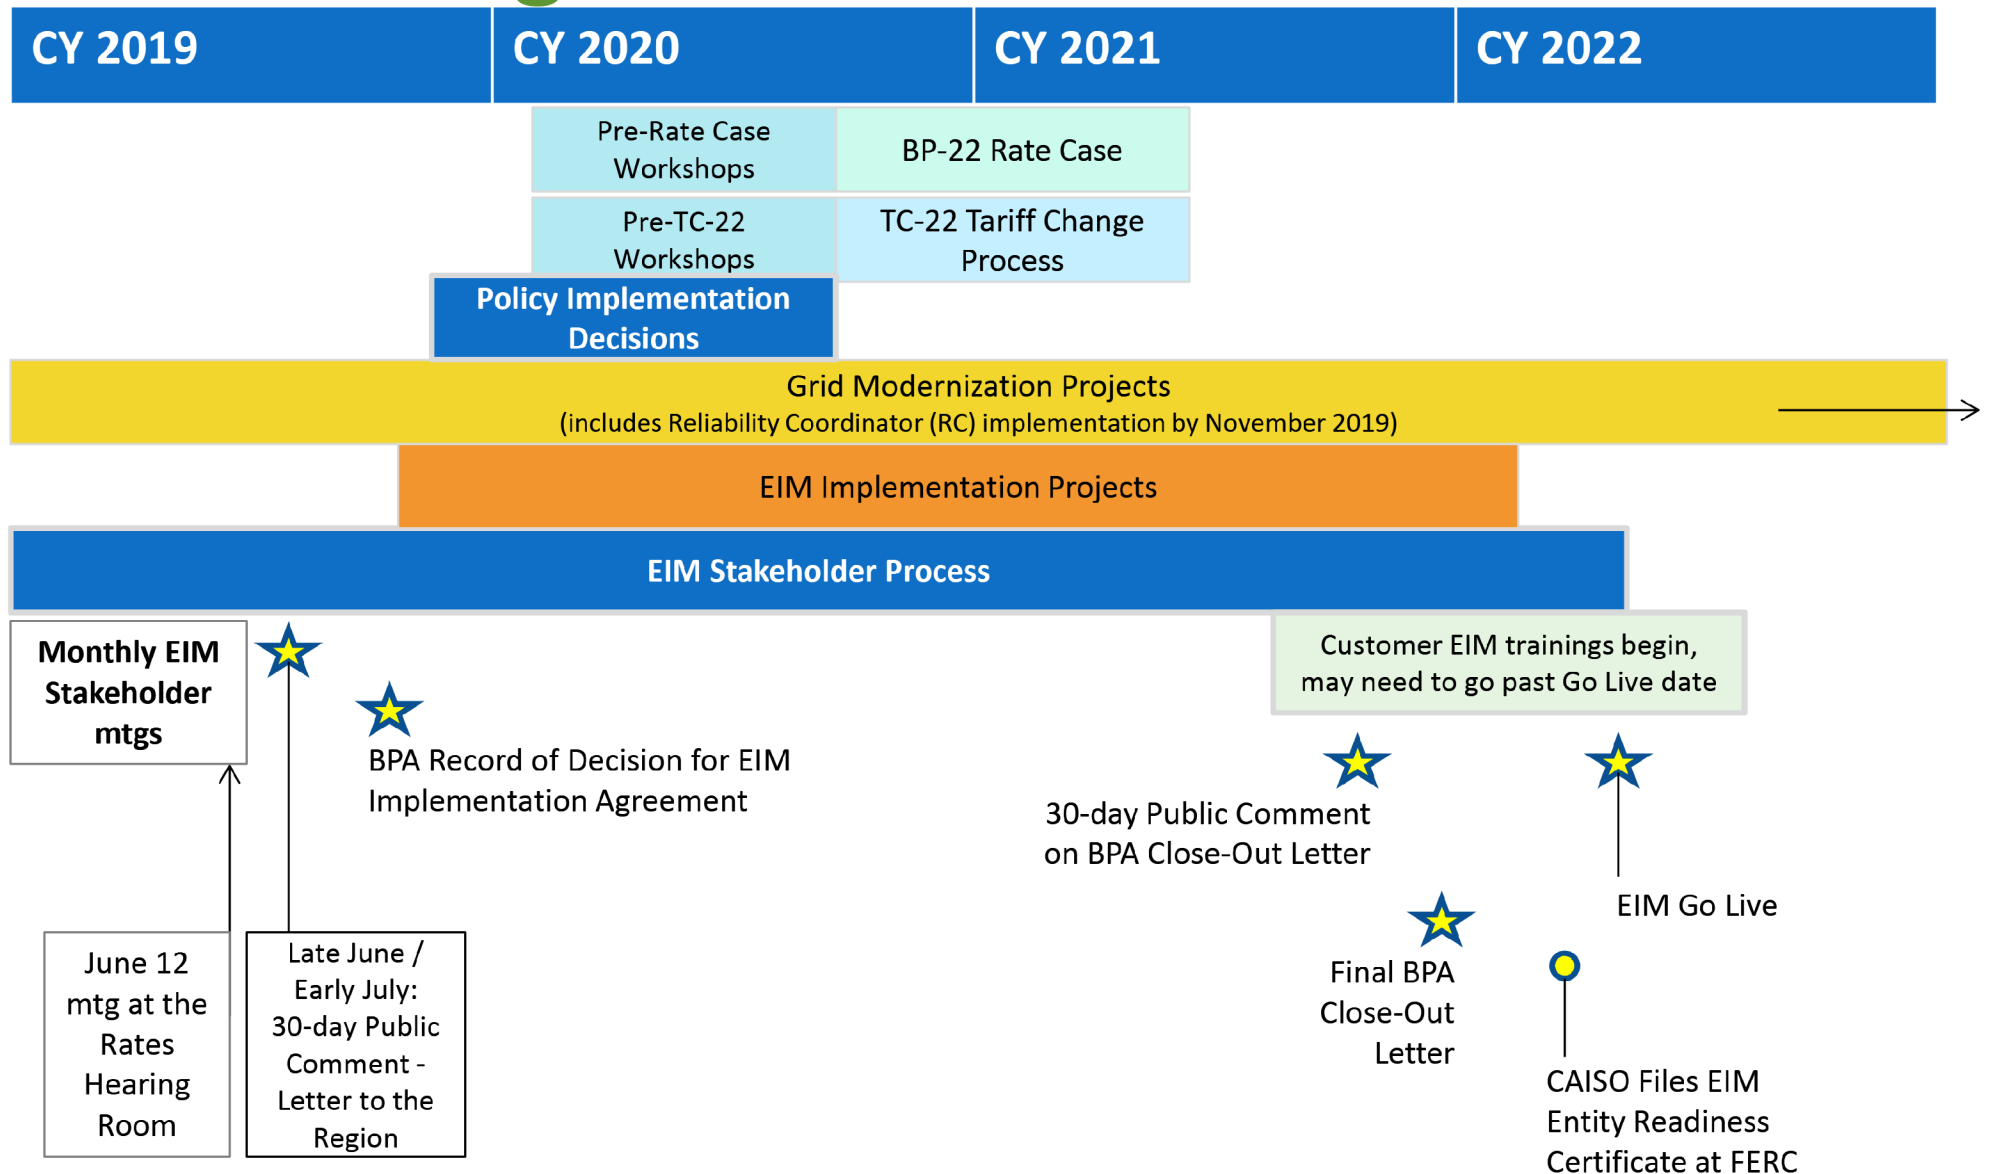 CY 2019
CY 2020
CY 2021
CY 2022
Pre-Rate Case
Workshops
BP-22 Rate Case
Pre-TC-22
Workshops
TC-22 Tariff Change
Process
Policy Implementation
Decisions
Grid Modernization Projects
(includes Reliability Coordinator (RC) implementation by November 2019)
EIM Implementation Projects
EIM Stakeholder Process
Monthly EIM
Stakeholder
mtgs
Customer EIM trainings begin,
may need to go past Go Live date
BPA Record of Decision for EIM
Implementation Agreement
30-day Public Comment
on BPA Close-Out Letter
EIM Go Live
June 12
mtg at the
Rates
Hearing
Room
Late June /
Early July:
30-day Public
Comment -
Letter to the
Region
Final BPA
Close-Out
Letter
CAISO Files EIM
Entity Readiness
Certificate at FERC